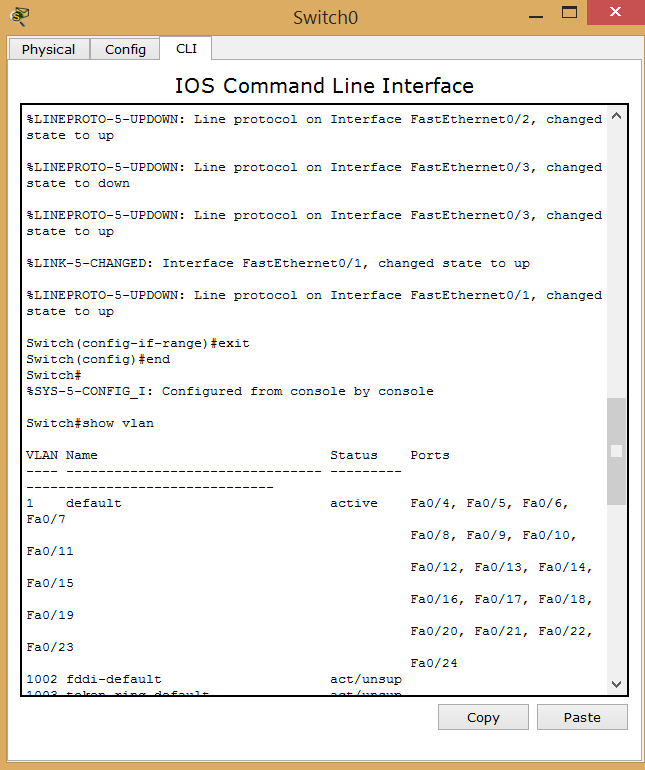 Switch0
Physical Config CLI
IOS Command Line Interface
%LINEPROTO-5-UPDOWN: Line protocol on Interface FastEthernet0/2, changed
state to up
%LINEPROTO-5-UPDOWN: Line protocol on Interface FastEthernet0/3, changed
state to down
%LINEPROTO-5-UPDOWN: Line protocol on Interface FastEthernet0/3, changed
state to up
%LINK-5-CHANGED: Interface FastEthernet0/1, changed state to up
%LINEPROTO-5-UPDOWN: Line protocol on Interface FastEthernet0/1, changed
state to up
Switch(config-if-range)#exit
Switch(config)#end
Switch#
%SYS-5-CONFIG_I: Configured from console by console
Switch#show vlan
VLAN Name                             Status    Ports
---- -------------------------------- ---------
-------------------------------
1    default                          active    Fa0/4, Fa0/5, Fa0/6,
Fa0/7
                                                Fa0/8, Fa0/9, Fa0/10,
Fa0/11
                                                Fa0/12, Fa0/13, Fa0/14,
Fa0/15
                                                Fa0/16, Fa0/17, Fa0/18,
Fa0/19
                                                Fa0/20, Fa0/21, Fa0/22,
Fa0/23
                                                Fa0/24
1002 fddi-default                     act/unsup
1003 token-ring-default               act/unsup
Copy Paste